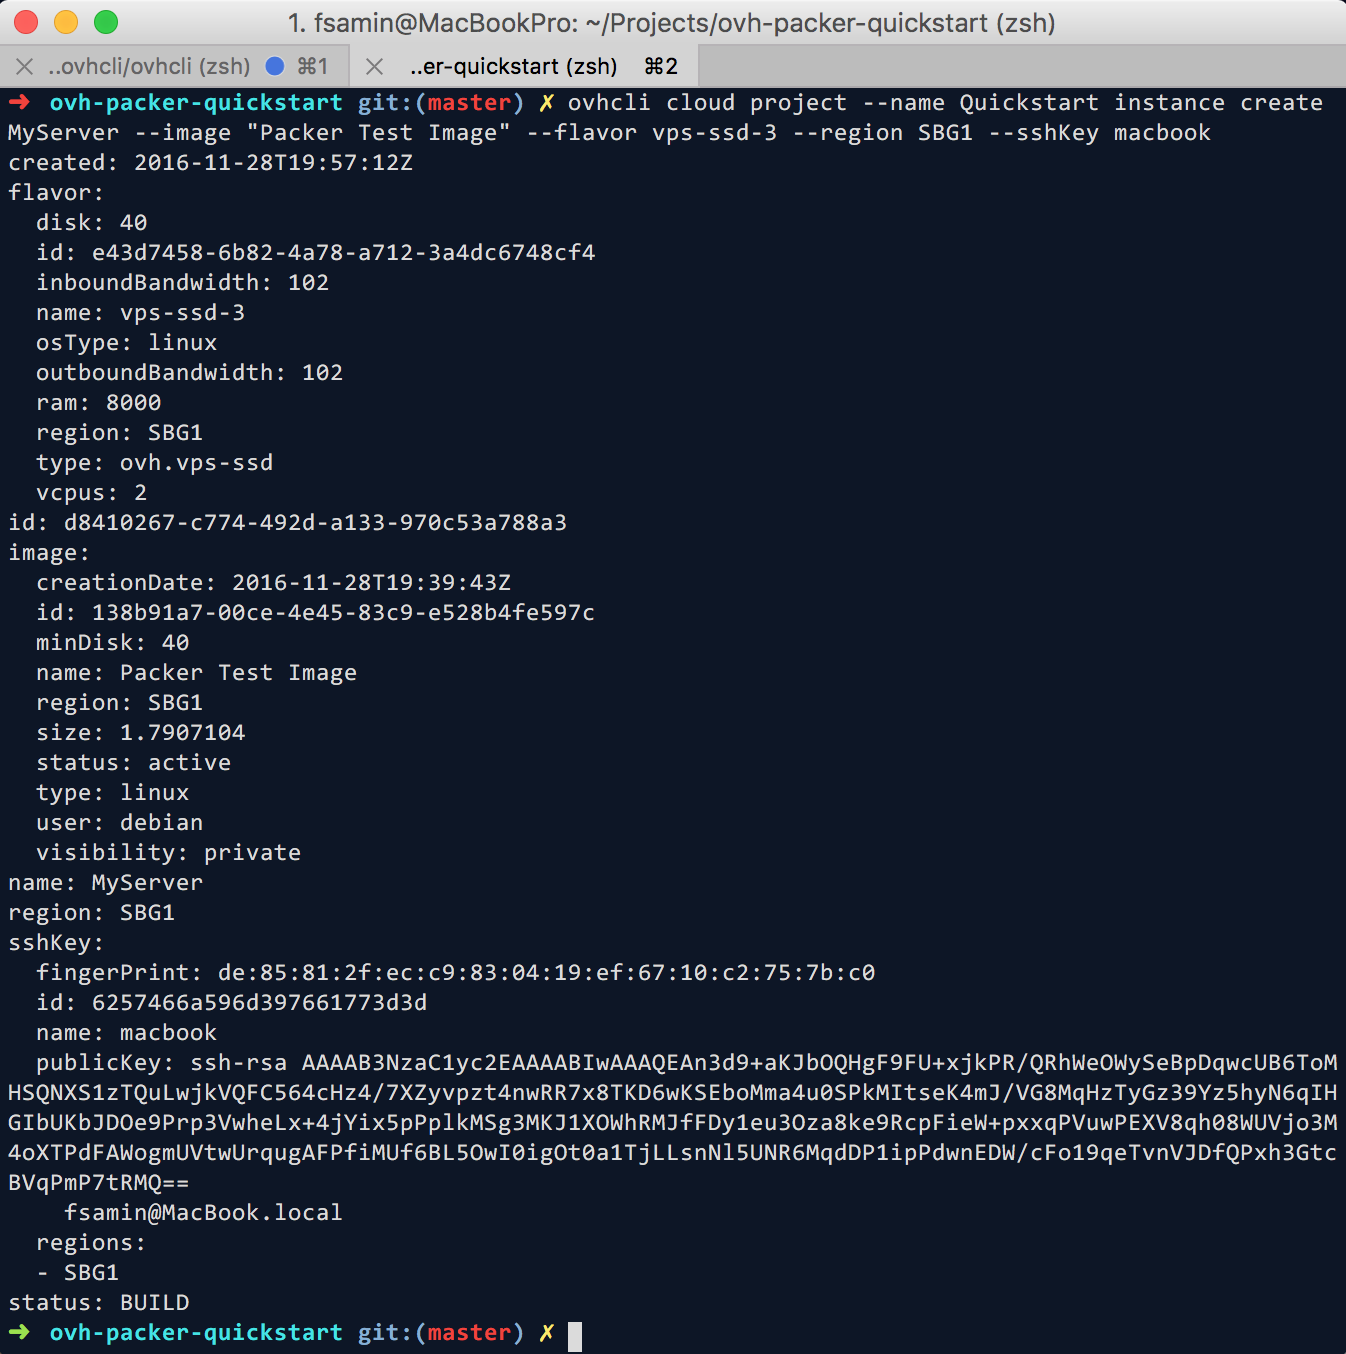 1. fsamin@MacBookPro: ~/Projects/ovh-packer-quickstart (zsh)
..ovhcli/ovhcli (zsh) ⌘1 ..er-quickstart (zsh) ⌘2
➜ ovh-packer-quickstart git:(master) ✗ ovhcli cloud project --name Quickstart instance create
MyServer --image "Packer Test Image" --flavor vps-ssd-3 --region SBG1 --sshKey macbook
created: 2016-11-28T19:57:12Z
flavor:
  disk: 40
  id: e43d7458-6b82-4a78-a712-3a4dc6748cf4
  inboundBandwidth: 102
  name: vps-ssd-3
  osType: linux
  outboundBandwidth: 102
  ram: 8000
  region: SBG1
  type: ovh.vps-ssd
  vcpus: 2
id: d8410267-c774-492d-a133-970c53a788a3
image:
  creationDate: 2016-11-28T19:39:43Z
  id: 138b91a7-00ce-4e45-83c9-e528b4fe597c
  minDisk: 40
  name: Packer Test Image
  region: SBG1
  size: 1.7907104
  status: active
  type: linux
  user: debian
  visibility: private
name: MyServer
region: SBG1
sshKey:
  fingerPrint: de:85:81:2f:ec:c9:83:04:19:ef:67:10:c2:75:7b:c0
  id: 6257466a596d397661773d3d
  name: macbook
  publicKey: ssh-rsa AAAAB3NzaC1yc2EAAAABIwAAAQEAn3d9+aKJbOQHgF9FU+xjkPR/QRhWeOWySeBpDqwcUB6ToM
HSQNXS1zTQuLwjkVQFC564cHz4/7XZyvpzt4nwRR7x8TKD6wKSEboMma4u0SPkMItseK4mJ/VG8MqHzTyGz39Yz5hyN6qIH
GIbUKbJDOe9Prp3VwheLx+4jYix5pPplkMSg3MKJ1XOWhRMJfFDy1eu3Oza8ke9RcpFieW+pxxqPVuwPEXV8qh08WUVjo3M
4oXTPdFAWogmUVtwUrqugAFPfiMUf6BL5OwI0igOt0a1TjLLsnNl5UNR6MqdDP1ipPdwnEDW/cFo19qeTvnVJDfQPxh3Gtc
BVqPmP7tRMQ==
    fsamin@MacBook.local
  regions:
  - SBG1
status: BUILD
➜ ovh-packer-quickstart git:(master) ✗